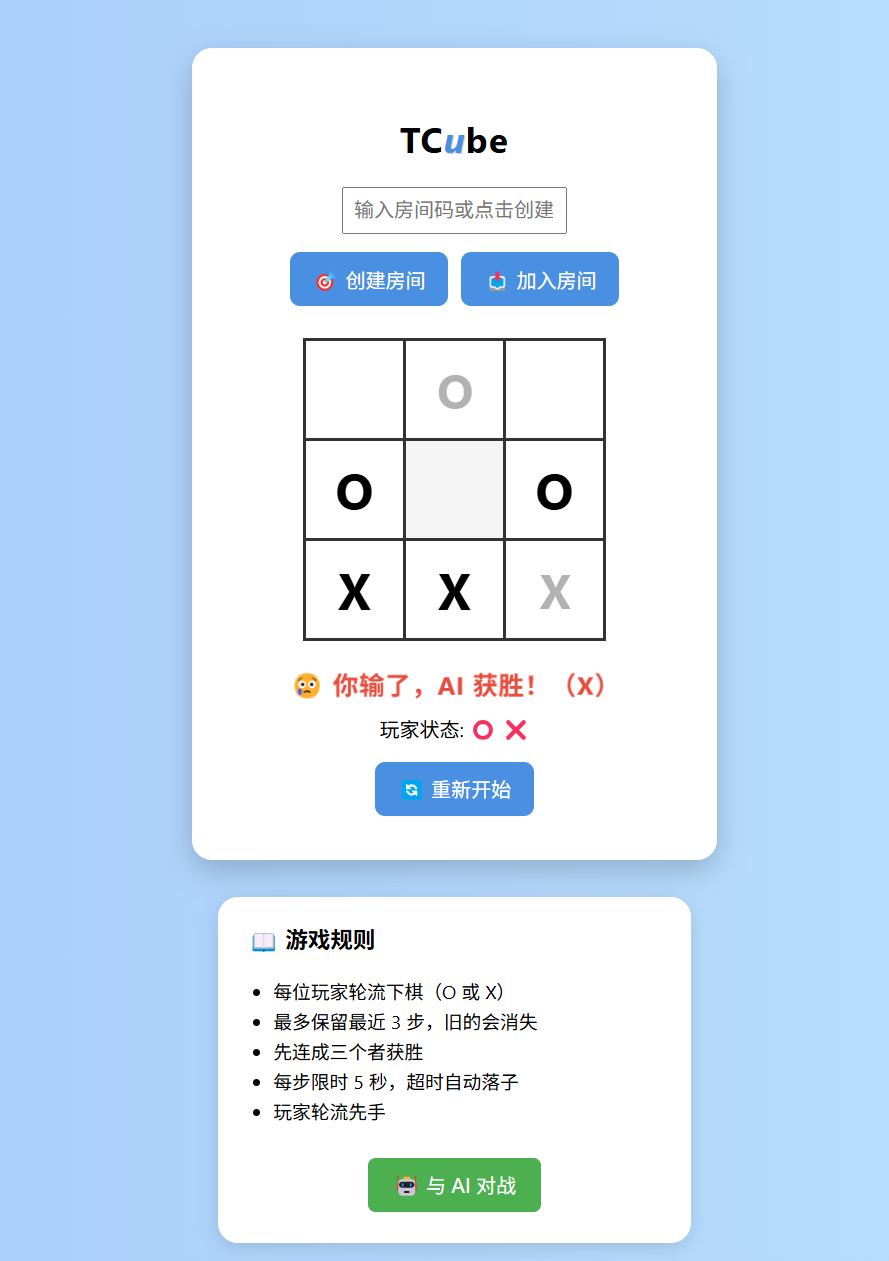 TCube
输入房间码或点击创建
🎯 创建房间 📥 加入房间
O
O O
X X X
😢 你输了，AI 获胜！（X）
玩家状态: ⭕ ❌
🔄 重新开始
📖 游戏规则
每位玩家轮流下棋（O 或 X）
最多保留最近 3 步，旧的会消失
先连成三个者获胜
每步限时 5 秒，超时自动落子
玩家轮流先手
🤖 与 AI 对战